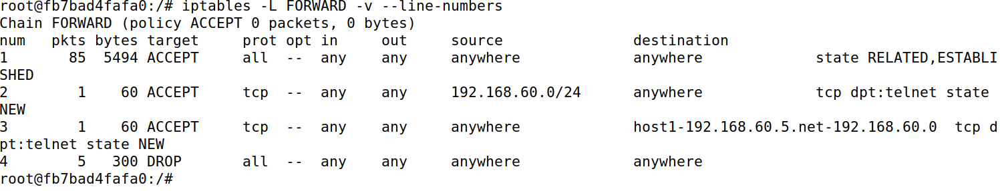 root@fb7bad4fafa0:/# iptables -L FORWARD -v --line-numbers
Chain FORWARD (policy ACCEPT 0 packets, 0 bytes)
num   pkts bytes target     prot opt in     out     source               destination
1       85  5494 ACCEPT     all  --  any    any     anywhere             anywhere             state RELATED,ESTABLI
SHED
2        1    60 ACCEPT     tcp  --  any    any     192.168.60.0/24      anywhere             tcp dpt:telnet state
NEW
3        1    60 ACCEPT     tcp  --  any    any     anywhere             host1-192.168.60.5.net-192.168.60.0  tcp d
pt:telnet state NEW
4        5   300 DROP       all  --  any    any     anywhere             anywhere
root@fb7bad4fafa0:/#